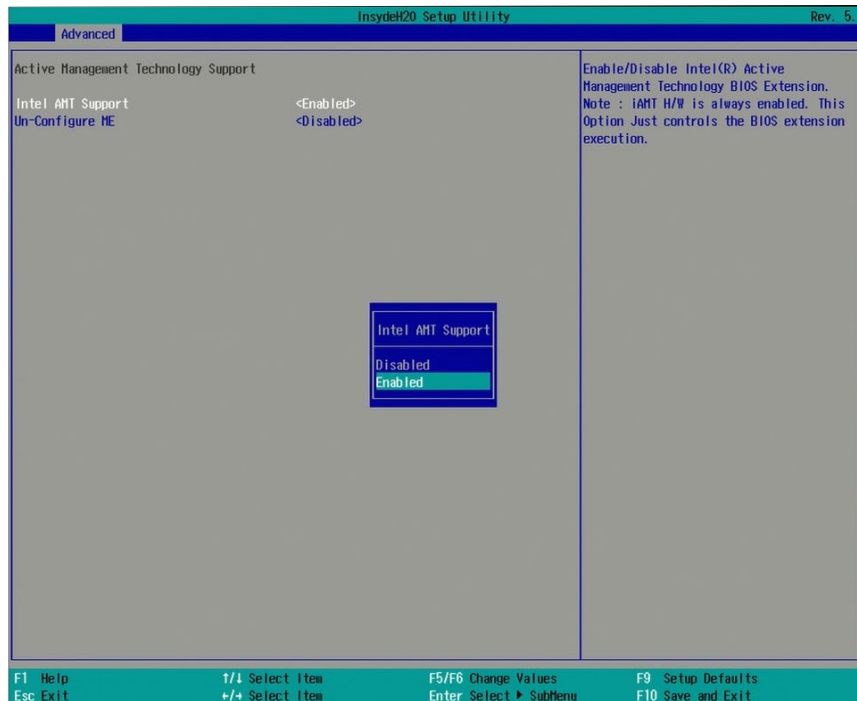 InsydeH20 Setup Utility Rev. 5.
Advanced
Active Management Technology Support
Intel AMT Support <Enabled>
Un-Configure ME <Disabled>
Enable/Disable Intel(R) Active
Management Technology BIOS Extension.
Note : iAMT H/W is always enabled. This
Option Just controls the BIOS extension
execution.
Intel AMT Support
Disabled
Enabled
F1 Help ↑/↓ Select Item F5/F6 Change Values F9 Setup Defaults
Esc Exit ←/→ Select Item Enter Select ▶ SubMenu F10 Save and Exit